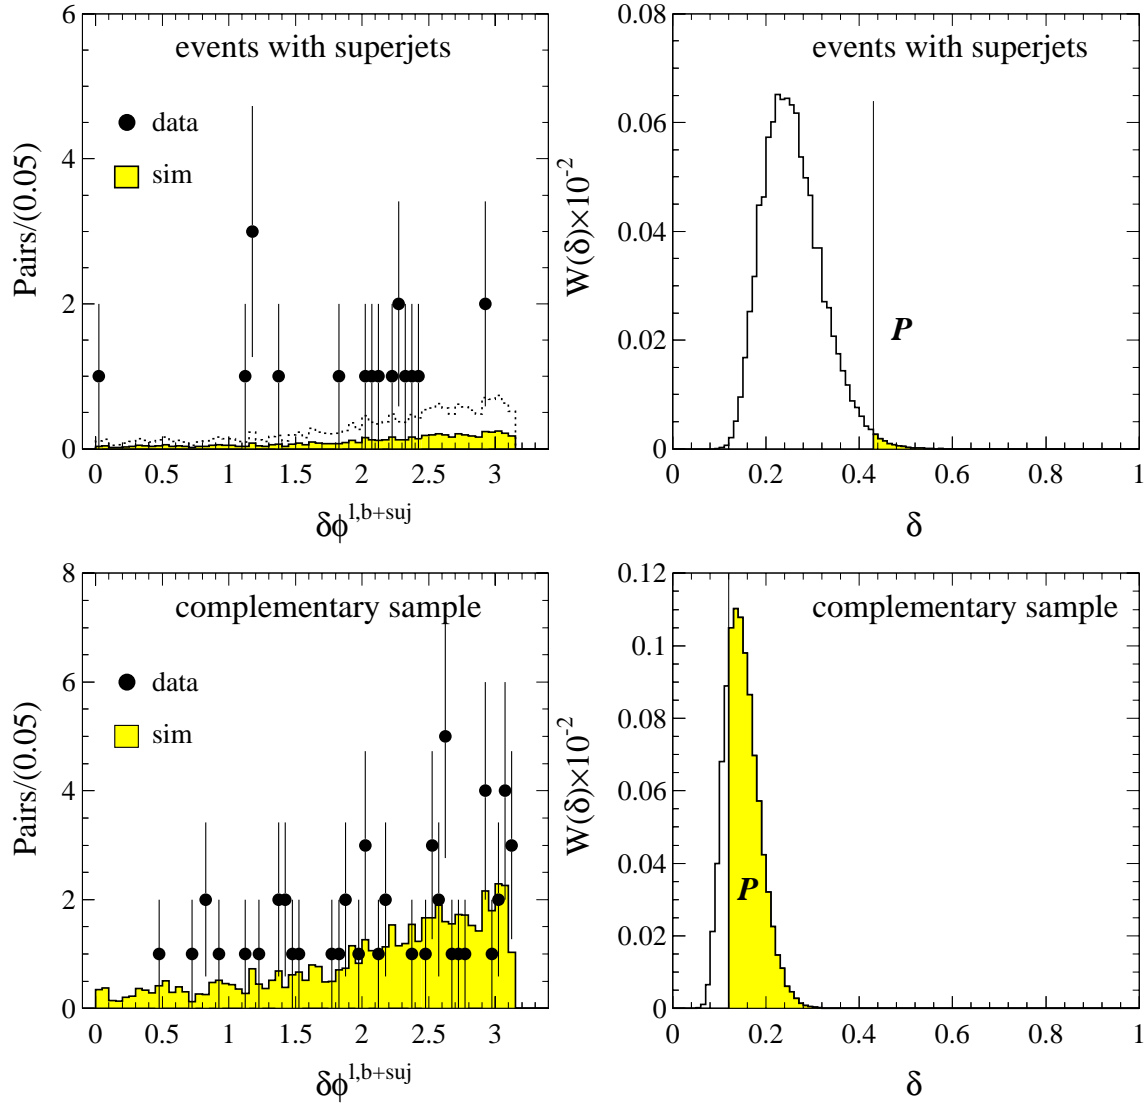 events with superjets
data
sim
Pairs/(0.05)
6
4
2
0
0 0.5 1 1.5 2 2.5 3
δϕ^l,b+suj
events with superjets
W(δ)×10^-2
0.08
0.06
0.04
0.02
0
P
0 0.2 0.4 0.6 0.8 1
δ
complementary sample
data
sim
Pairs/(0.05)
8
6
4
2
0
0 0.5 1 1.5 2 2.5 3
δϕ^l,b+suj
complementary sample
W(δ)×10^-2
0.12
0.1
0.08
0.06
0.04
0.02
0
P
0 0.2 0.4 0.6 0.8 1
δ